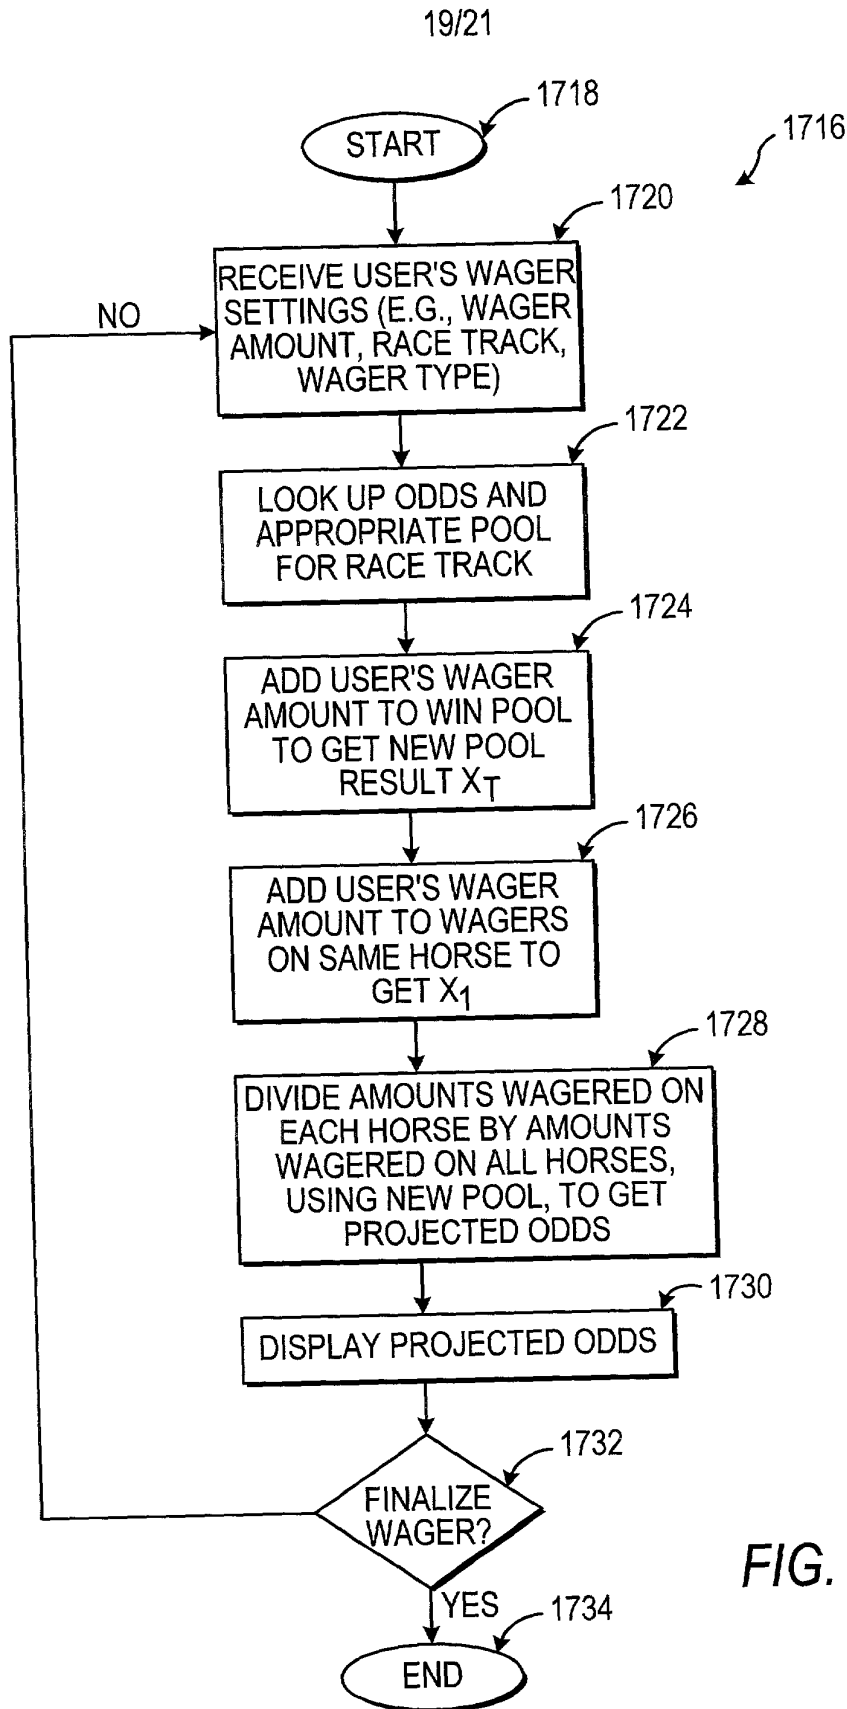 19/21
START
1718
1716
1720
RECEIVE USER'S WAGER
SETTINGS (E.G., WAGER
AMOUNT, RACE TRACK,
WAGER TYPE)
NO
1722
LOOK UP ODDS AND
APPROPRIATE POOL
FOR RACE TRACK
1724
ADD USER'S WAGER
AMOUNT TO WIN POOL
TO GET NEW POOL
RESULT XT
1726
ADD USER'S WAGER
AMOUNT TO WAGERS
ON SAME HORSE TO
GET X1
1728
DIVIDE AMOUNTS WAGERED ON
EACH HORSE BY AMOUNTS
WAGERED ON ALL HORSES,
USING NEW POOL, TO GET
PROJECTED ODDS
1730
DISPLAY PROJECTED ODDS
1732
FINALIZE
WAGER?
YES
1734
END
FIG.